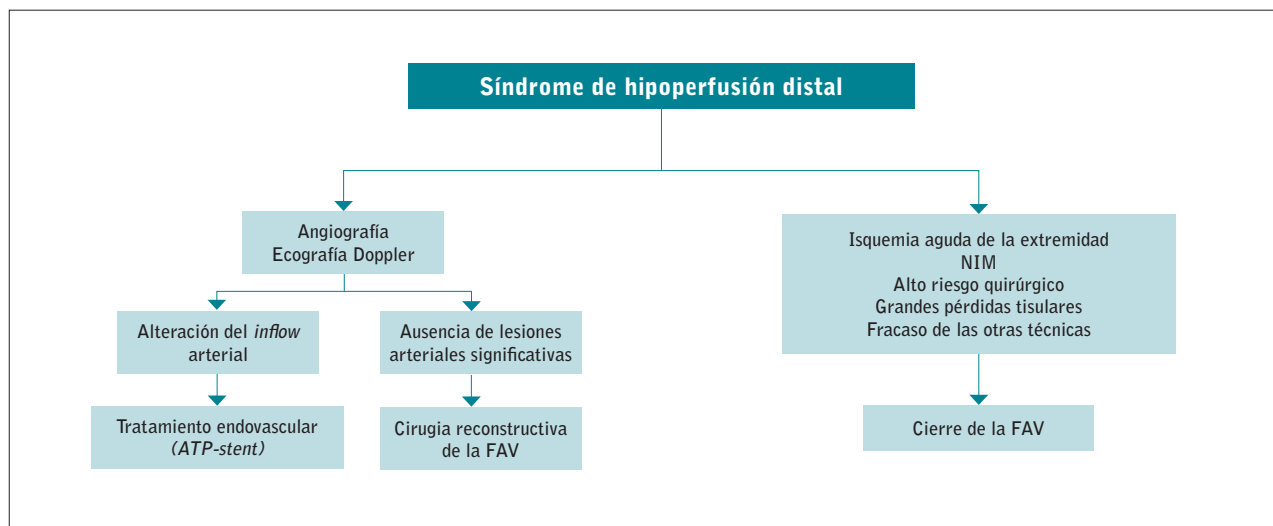 Síndrome de hipoperfusión distal
Angiografía
Ecografía Doppler
Alteración del inflow
arterial
Ausencia de lesiones
arteriales significativas
Tratamiento endovascular
(ATP-stent)
Cirugia reconstructiva
de la FAV
Isquemia aguda de la extremidad
NIM
Alto riesgo quirúrgico
Grandes pérdidas tisulares
Fracaso de las otras técnicas
Cierre de la FAV